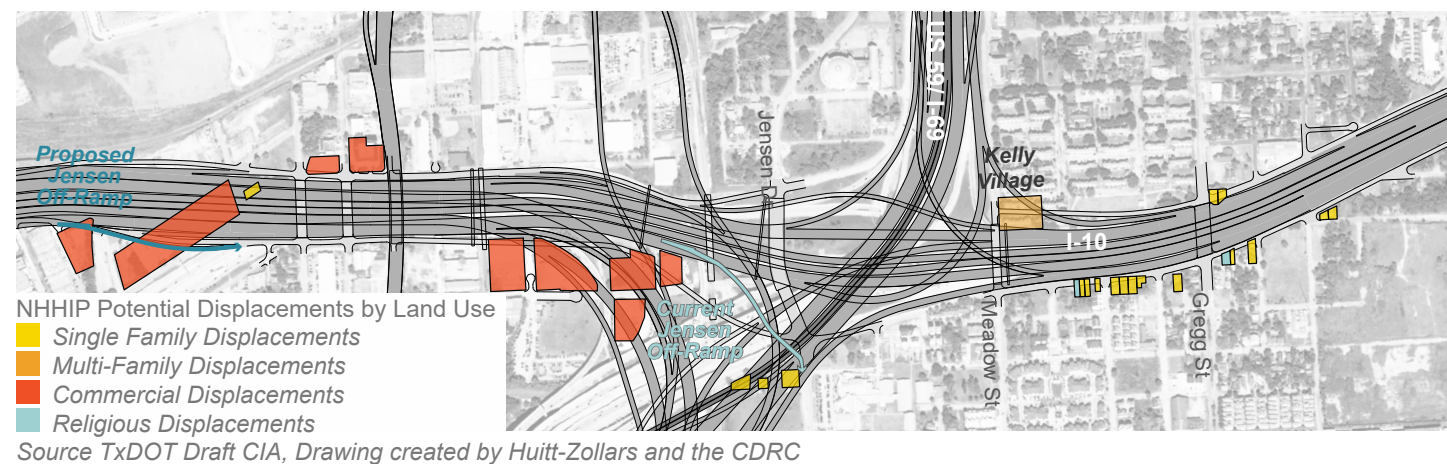 US 59/ I-69
Jensen Dr
Proposed
Jensen
Off-Ramp
Kelly
Village
I-10
Current
Jensen
Off-Ramp
Meadow St
Gregg St
NHHIP Potential Displacements by Land Use
Single Family Displacements
Multi-Family Displacements
Commercial Displacements
Religious Displacements
Source TxDOT Draft CIA, Drawing created by Huitt-Zollars and the CDRC